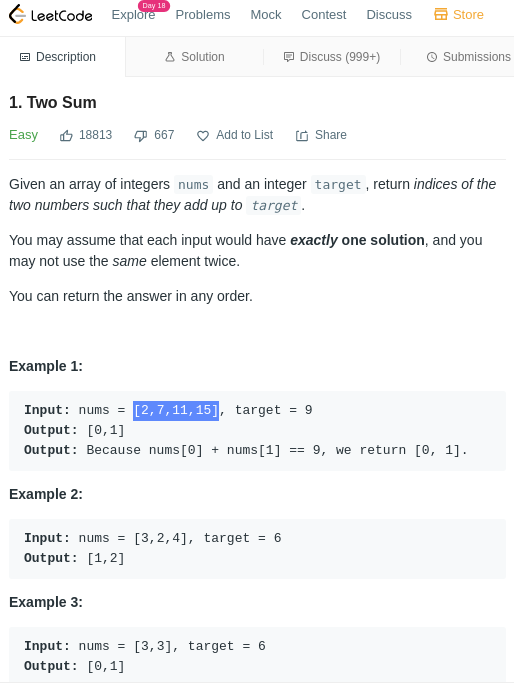 LeetCode Explore Day 18 Problems Mock Contest Discuss Store
Description Solution Discuss (999+) Submissions
1. Two Sum
Easy 18813 667 Add to List Share
Given an array of integers nums and an integer target, return indices of the
two numbers such that they add up to target.
You may assume that each input would have exactly one solution, and you
may not use the same element twice.
You can return the answer in any order.
Example 1:
Input: nums = [2,7,11,15], target = 9
Output: [0,1]
Output: Because nums[0] + nums[1] == 9, we return [0, 1].
Example 2:
Input: nums = [3,2,4], target = 6
Output: [1,2]
Example 3:
Input: nums = [3,3], target = 6
Output: [0,1]